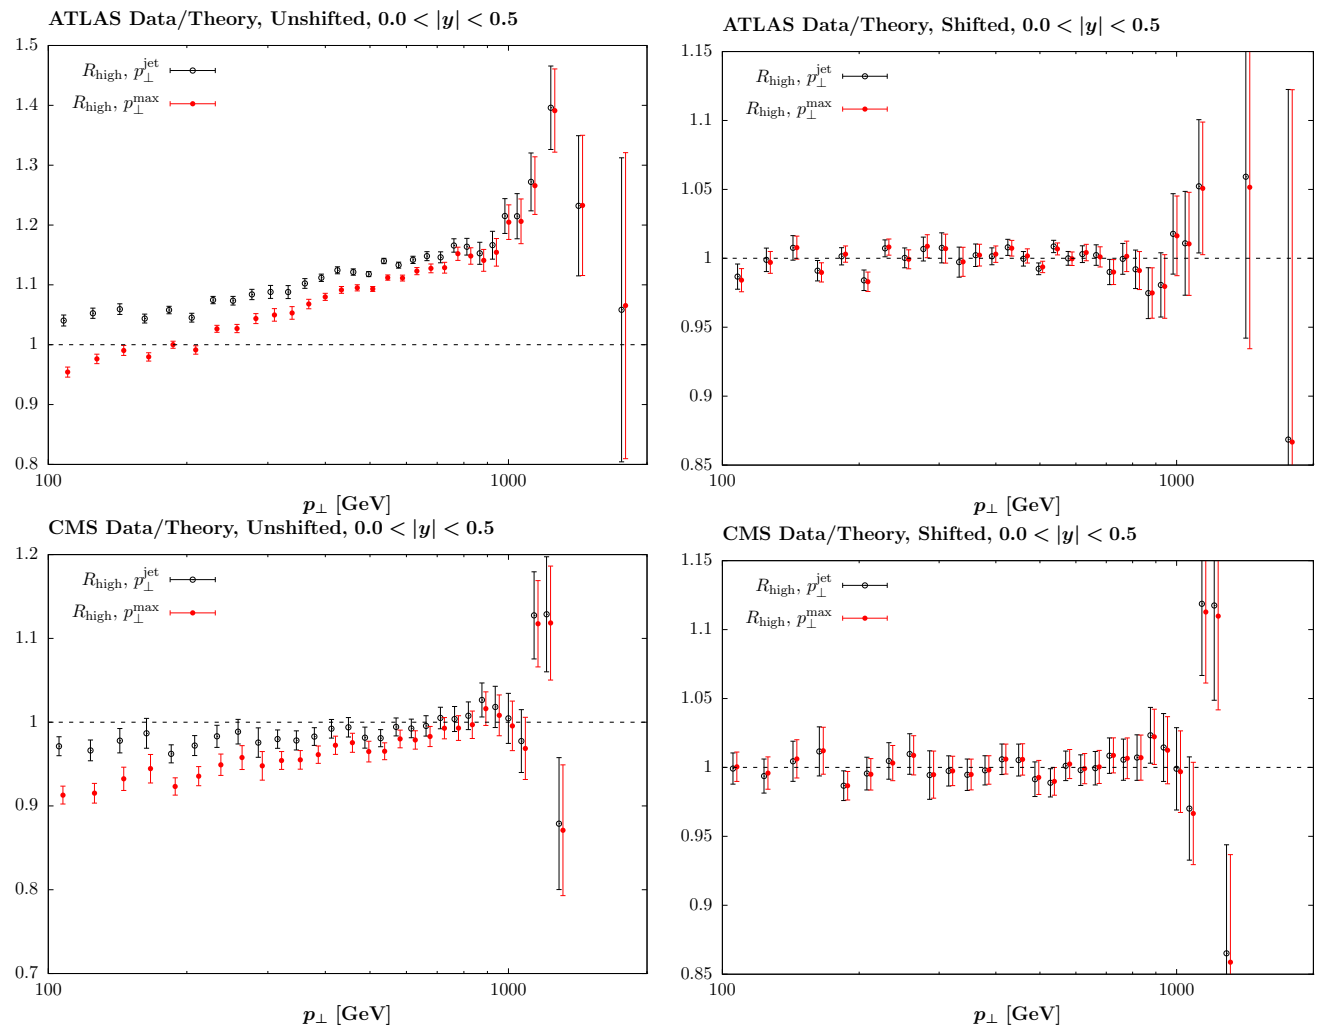 ATLAS Data/Theory, Unshifted, 0.0 < |y| < 0.5
1.5
1.4
1.3
1.2
1.1
1
0.9
0.8
R_high, p_⊥^jet
R_high, p_⊥^max
100
1000
p_⊥ [GeV]
ATLAS Data/Theory, Shifted, 0.0 < |y| < 0.5
1.15
1.1
1.05
1
0.95
0.9
0.85
R_high, p_⊥^jet
R_high, p_⊥^max
100
1000
p_⊥ [GeV]
CMS Data/Theory, Unshifted, 0.0 < |y| < 0.5
1.2
1.1
1
0.9
0.8
0.7
R_high, p_⊥^jet
R_high, p_⊥^max
100
1000
p_⊥ [GeV]
CMS Data/Theory, Shifted, 0.0 < |y| < 0.5
1.15
1.1
1.05
1
0.95
0.9
0.85
R_high, p_⊥^jet
R_high, p_⊥^max
100
1000
p_⊥ [GeV]